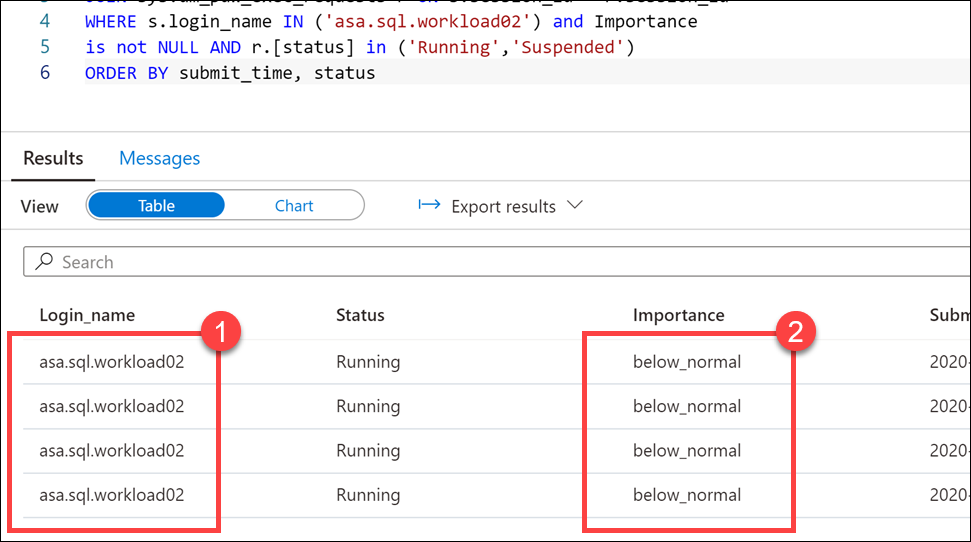 4 WHERE s.login_name IN ('asa.sql.workload02') and Importance
5 is not NULL AND r.[status] in ('Running','Suspended')
6 ORDER BY submit_time, status
Results Messages
View Table Chart Export results
Search
Login_name Status Importance Subm
1 2
asa.sql.workload02 Running below_normal 2020-
asa.sql.workload02 Running below_normal 2020-
asa.sql.workload02 Running below_normal 2020-
asa.sql.workload02 Running below_normal 2020-